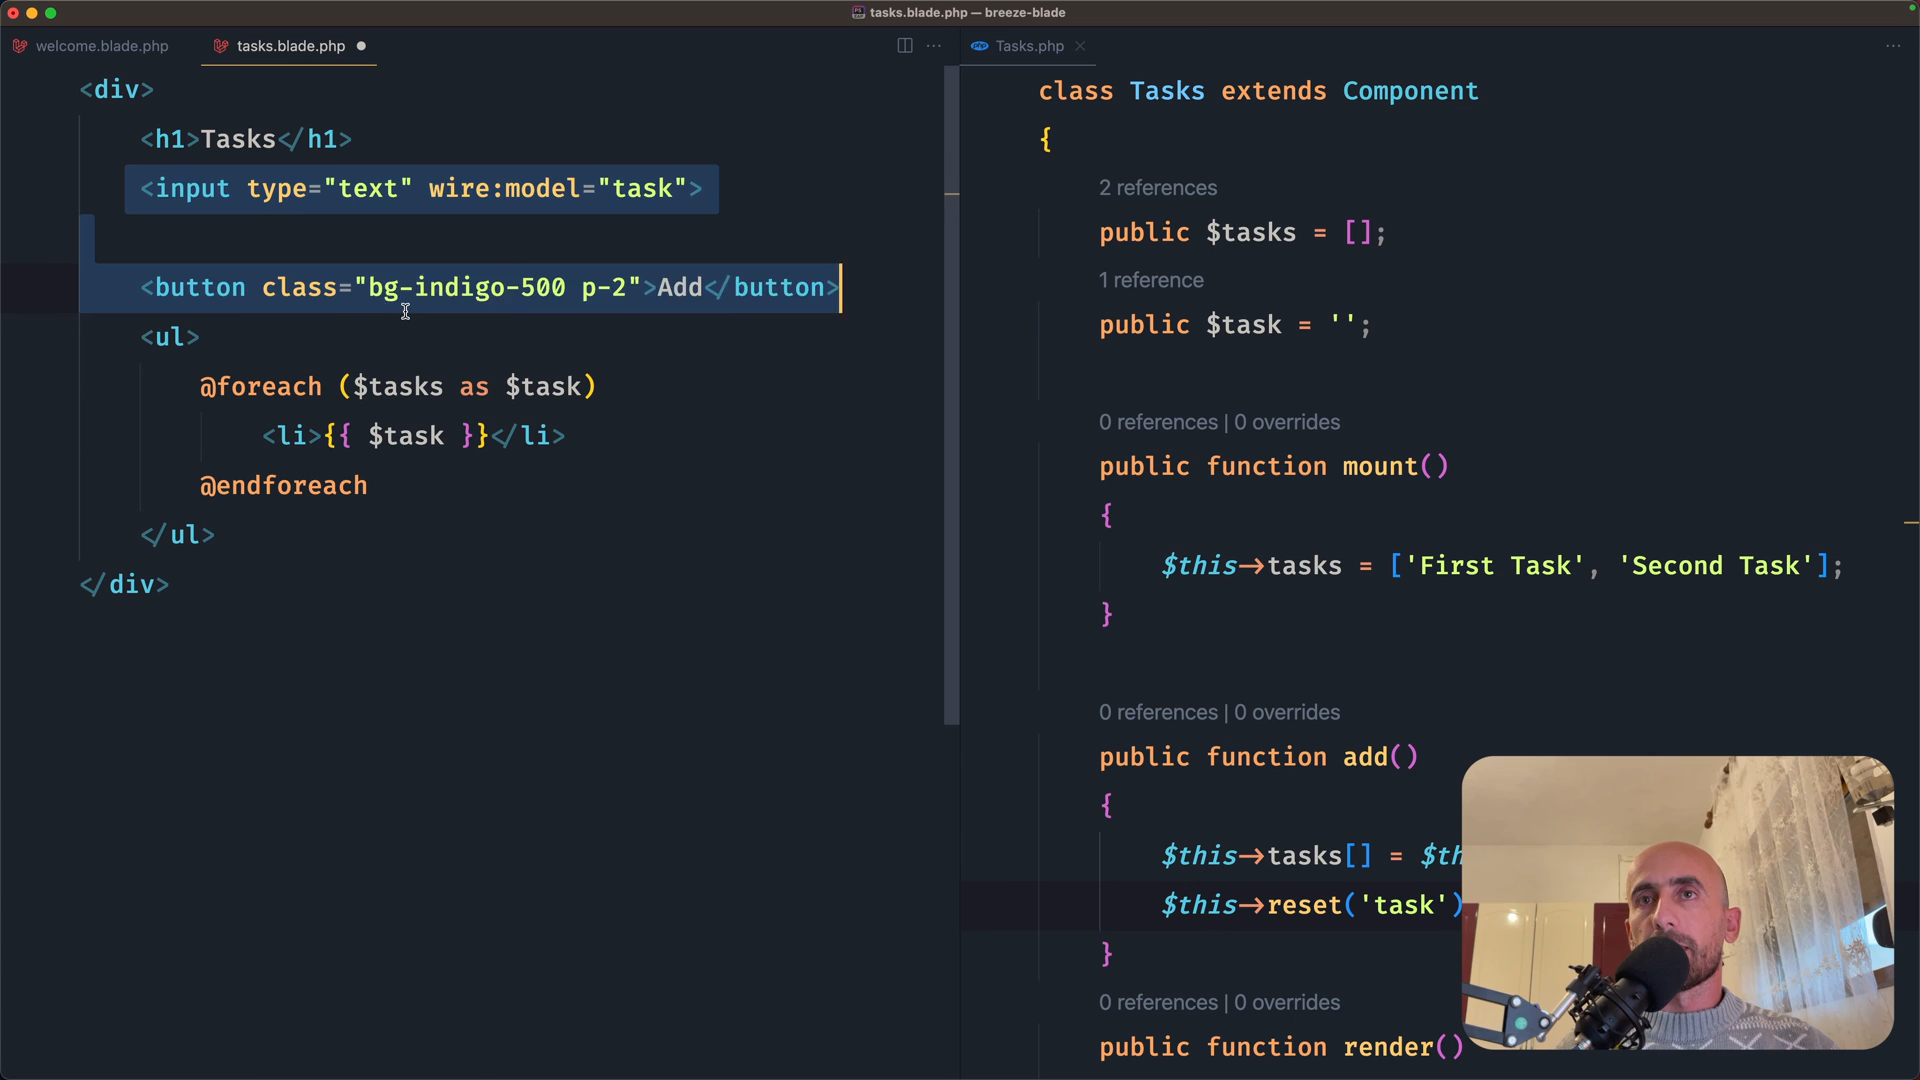 tasks.blade.php — breeze-blade
welcome.blade.php
tasks.blade.php
<div>
<h1>Tasks</h1>
<input type="text" wire:model="task">
<button class="bg-indigo-500 p-2">Add</button>
<ul>
@foreach ($tasks as $task)
<li>{{ $task }}</li>
@endforeach
</ul>
</div>
php Tasks.php
class Tasks extends Component
{
2 references
public $tasks = [];
1 reference
public $task = '';
0 references | 0 overrides
public function mount()
{
$this->tasks = ['First Task', 'Second Task'];
}
0 references | 0 overrides
public function add()
{
$this->tasks[] = $th
$this->reset('task')
}
0 references | 0 overrides
public function render()